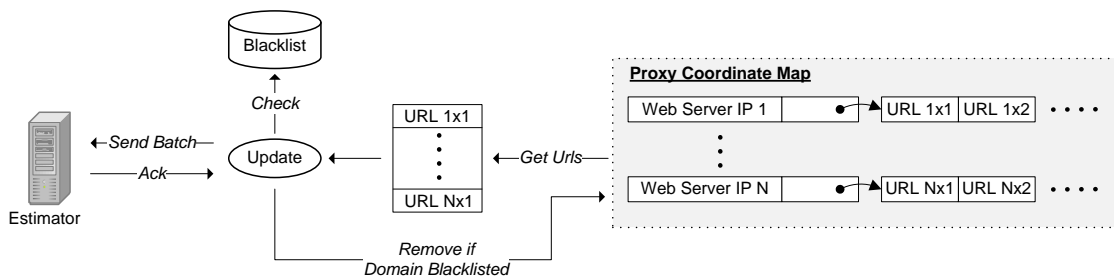 Blacklist
Check
Send Batch
Update
Ack
Estimator
URL 1x1
URL Nx1
Get Urls
Remove if
Domain Blacklisted
Proxy Coordinate Map
Web Server IP 1
URL 1x1 URL 1x2
Web Server IP N
URL Nx1 URL Nx2